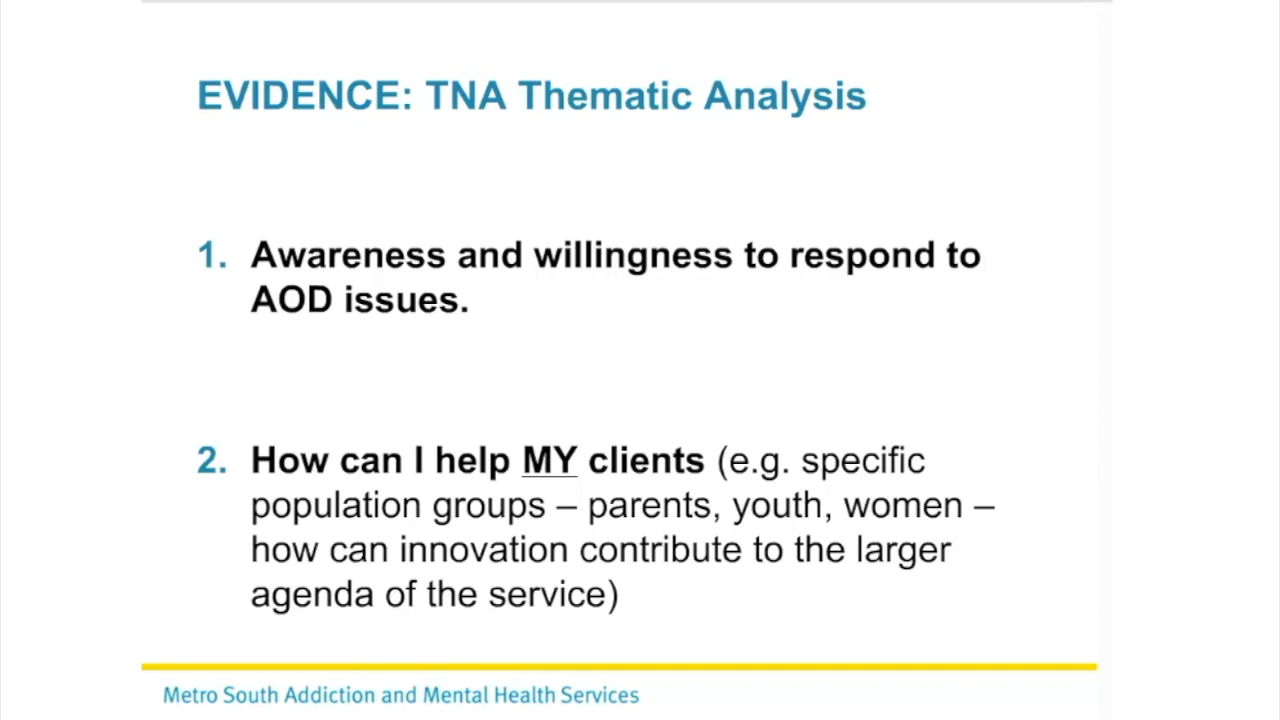 EVIDENCE: TNA Thematic Analysis
1. Awareness and willingness to respond to
AOD issues.
2. How can I help MY clients (e.g. specific
population groups – parents, youth, women –
how can innovation contribute to the larger
agenda of the service)
Metro South Addiction and Mental Health Services